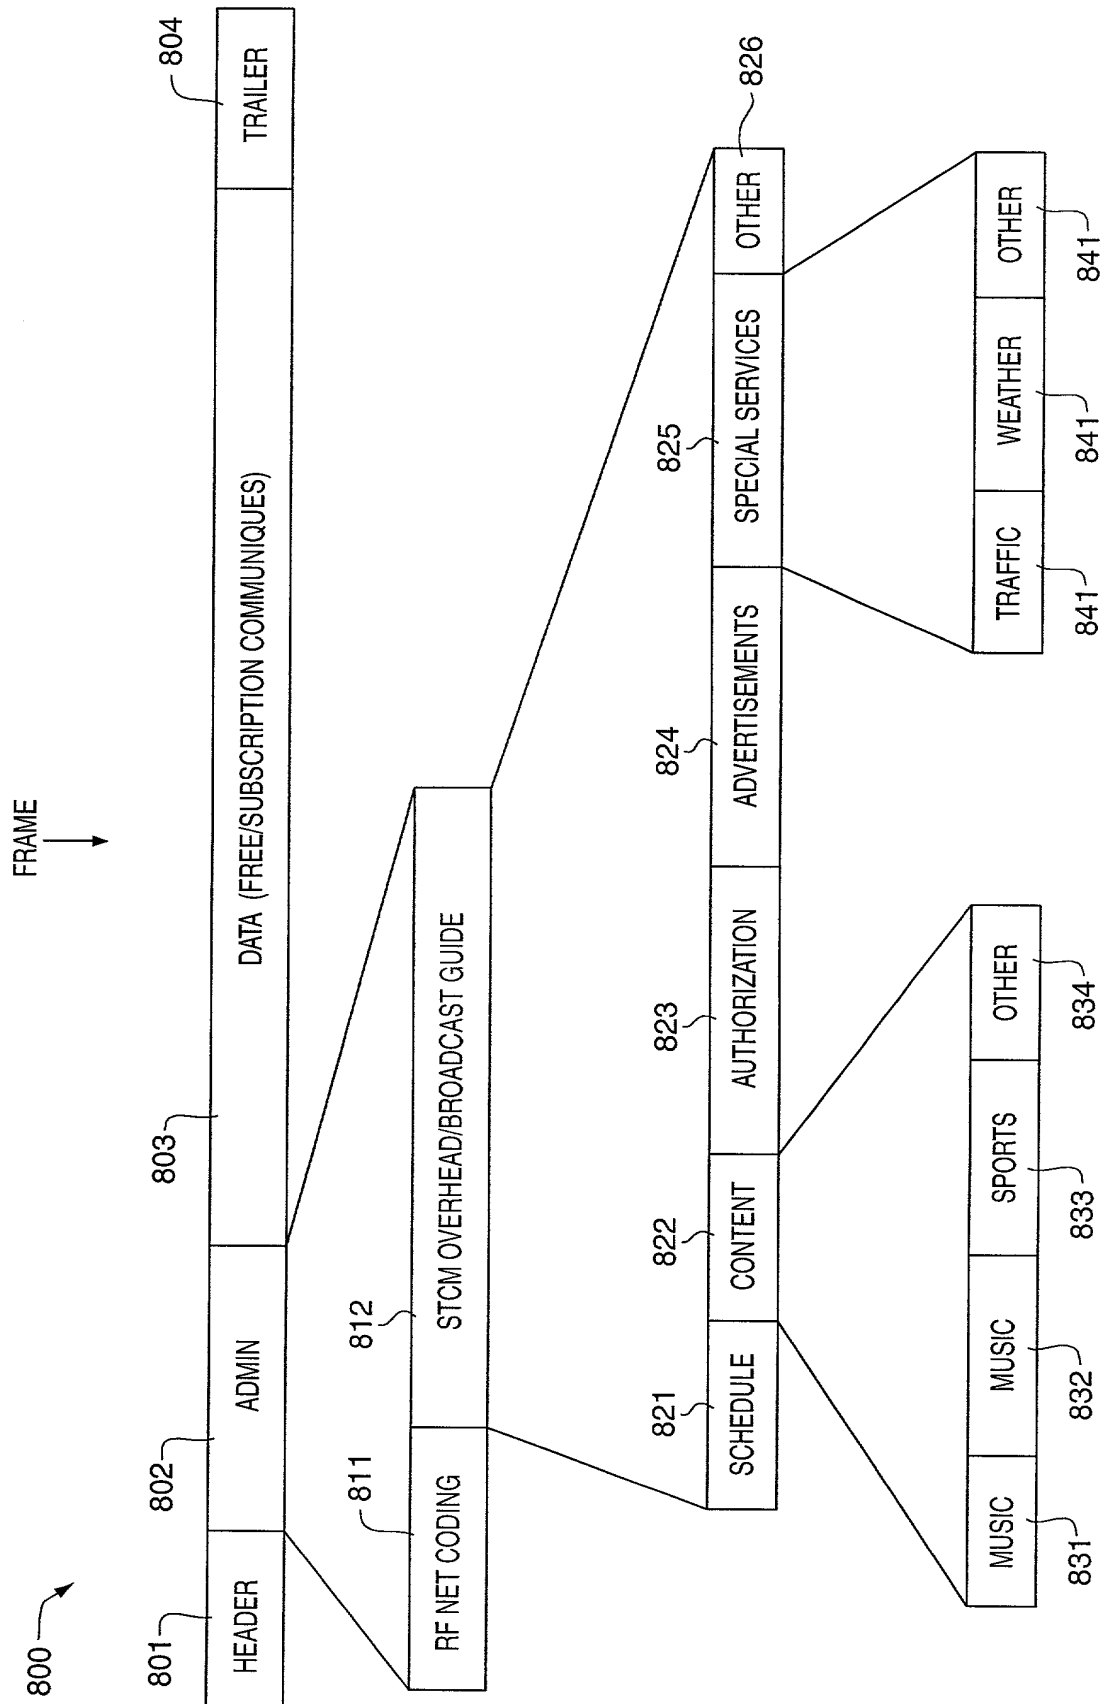 800
FRAME
801
802
803
804
HEADER
ADMIN
DATA (FREE/SUBSCRIPTION COMMUNIQUES)
TRAILER
811
812
RF NET CODING
STCM OVERHEAD/BROADCAST GUIDE
821
822
823
824
825
826
SCHEDULE
CONTENT
AUTHORIZATION
ADVERTISEMENTS
SPECIAL SERVICES
OTHER
MUSIC
MUSIC
SPORTS
OTHER
831
832
833
834
TRAFFIC
WEATHER
OTHER
841
841
841